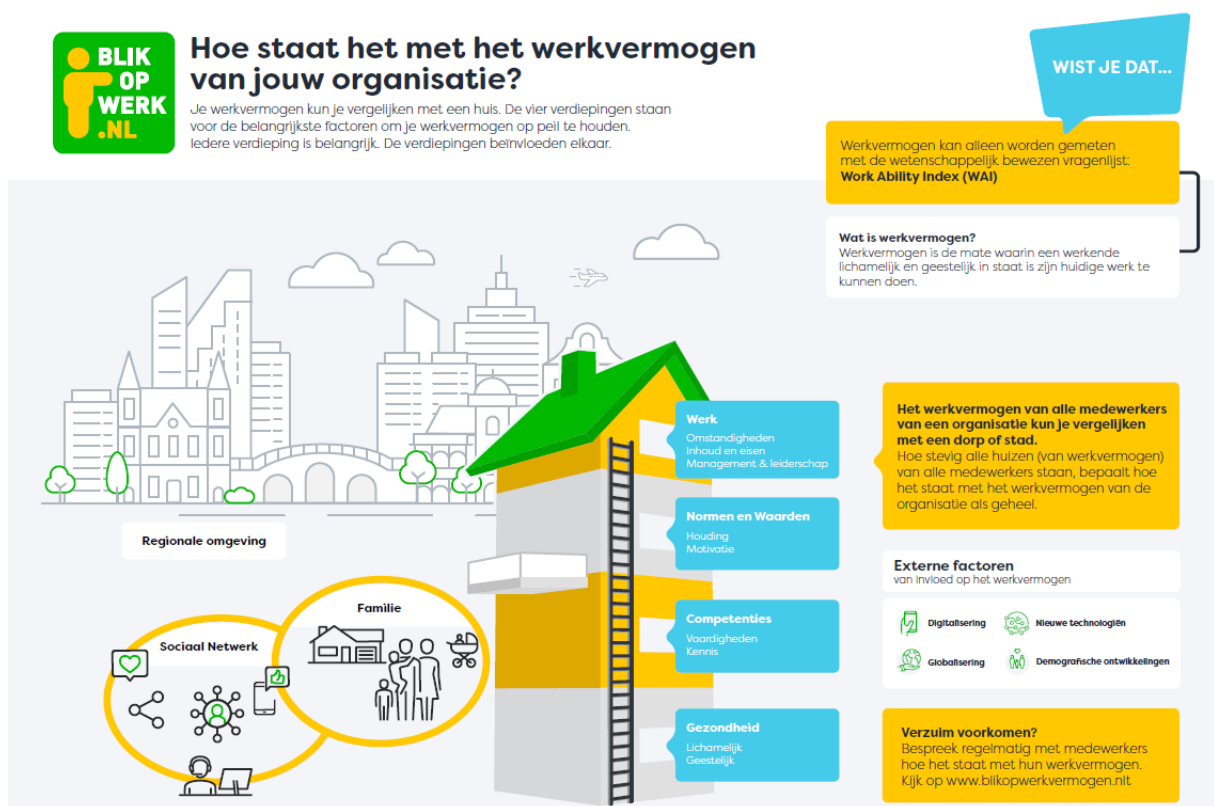 BLIK
OP
WERK
.NL
Hoe staat het met het werkvermogen
van jouw organisatie?
Je werkvermogen kun je vergelijken met een huis. De vier verdiepingen staan
voor de belangrijkste factoren om je werkvermogen op peil te houden.
Iedere verdieping is belangrijk. De verdiepingen beïnvloeden elkaar.
WIST JE DAT...
Werkvermogen kan alleen worden gemeten
met de wetenschappelijk bewezen vragenlijst:
Work Ability Index (WAI)
Wat is werkvermogen?
Werkvermogen is de mate waarin een werkende
lichamelijk en geestelijk in staat is zijn huidige werk te
kunnen doen.
Werk
Omstandigheden
Inhoud en eisen
Management & leiderschap
Normen en Waarden
Houding
Motivatie
Competenties
Vaardigheden
Kennis
Gezondheid
Lichamelijk
Geestelijk
Regionale omgeving
Familie
Sociaal Netwerk
Het werkvermogen van alle medewerkers
van een organisatie kun je vergelijken
met een dorp of stad.
Hoe stevig alle huizen (van werkvermogen)
van alle medewerkers staan, bepaalt hoe
het staat met het werkvermogen van de
organisatie als geheel.
Externe factoren
van invloed op het werkvermogen
Digitalisering
Nieuwe technologiën
Globalisering
Demografische ontwikkelingen
Verzuim voorkomen?
Bespreek regelmatig met medewerkers
hoe het staat met hun werkvermogen.
Kijk op www.blikopwerkvermogen.nlt